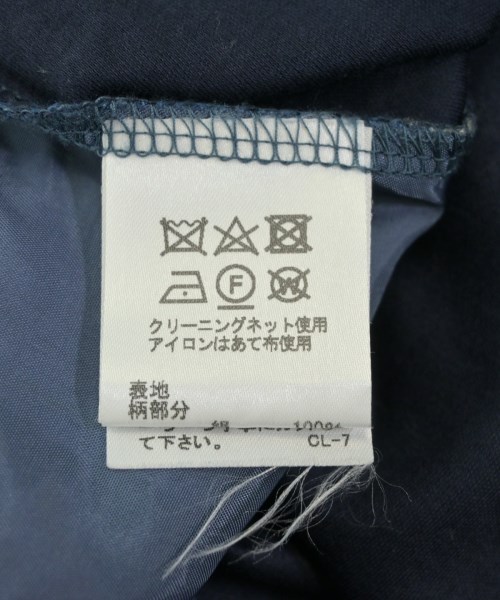 F
W
クリーニングネット使用
アイロンはあて布使用
表地
柄部分
100%
て下さい。
CL-7